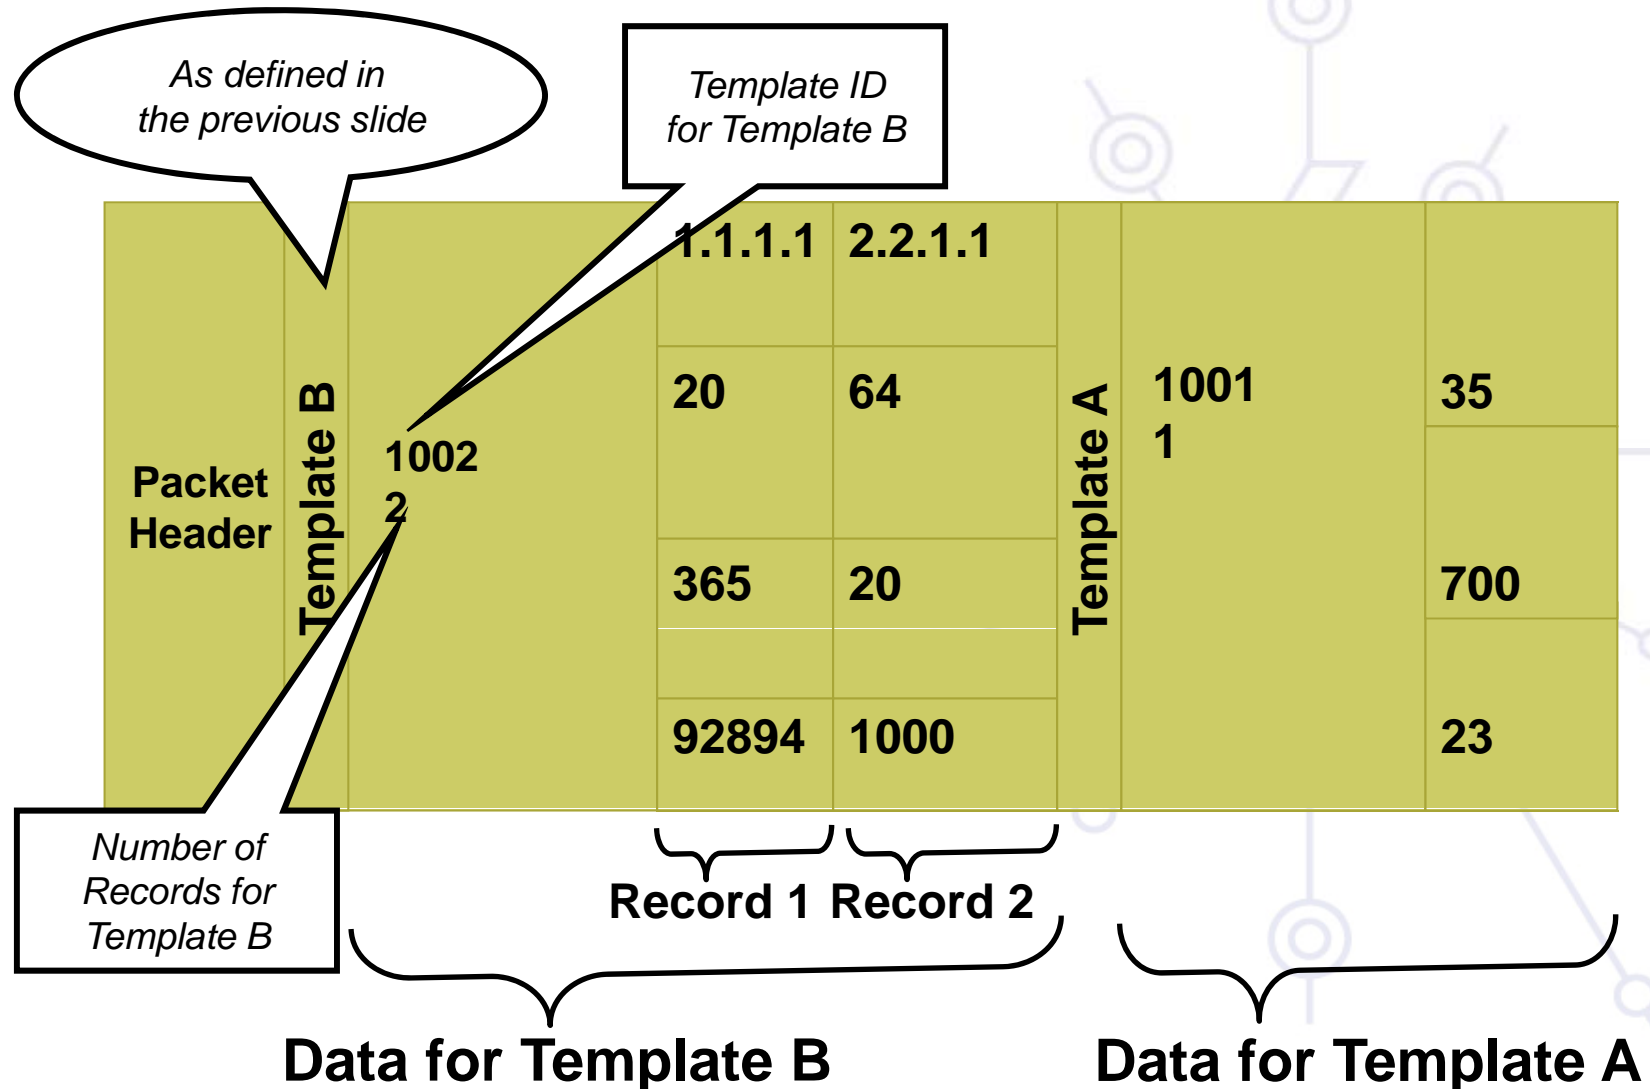 As defined in
the previous slide
Template ID
for Template B
Packet
Header
Template B
1002
2
1.1.1.1 2.2.1.1
20 64
365 20
92894 1000
Template A
1001
1
35
700
23
Number of
Records for
Template B
Record 1 Record 2
Data for Template B
Data for Template A